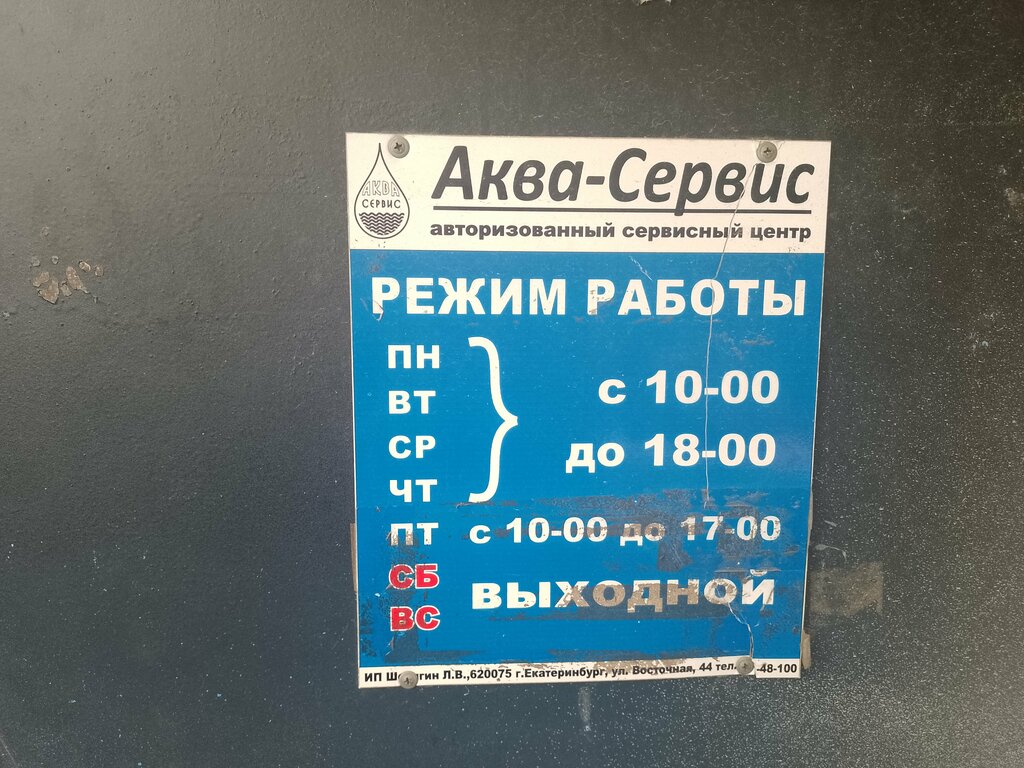 АКВА
СЕРВИС
Аква-Сервис
авторизованный сервисный центр
РЕЖИМ РАБОТЫ
ПН
ВТ
СР
ЧТ
с 10-00
до 18-00
ПТ с 10-00 до 17-00
СБ
ВС
ВЫХОДНОЙ
ИП Л.В.,620075 г.Екатеринбург, ул. Восточная, 44 тел. -48-100